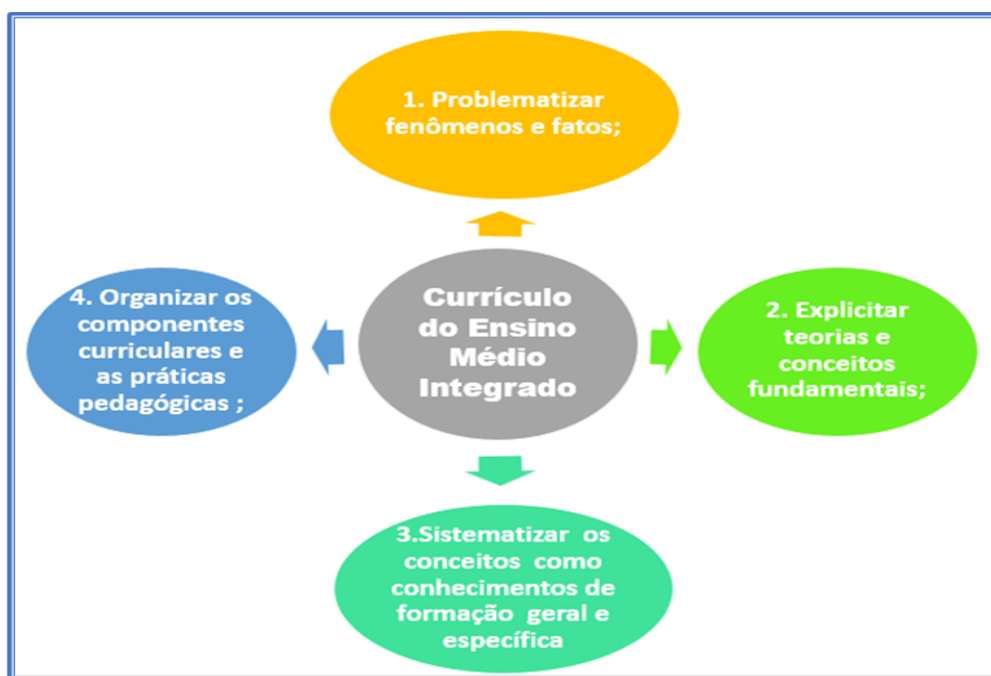 1. Problematizar
fenômenos e fatos;
Currículo
do Ensino
Médio
Integrado
2. Explicitar
teorias e
conceitos
fundamentais;
3.Sistematizar os
conceitos como
conhecimentos de
formação geral e
específica
4. Organizar os
componentes
curriculares e
as práticas
pedagógicas ;